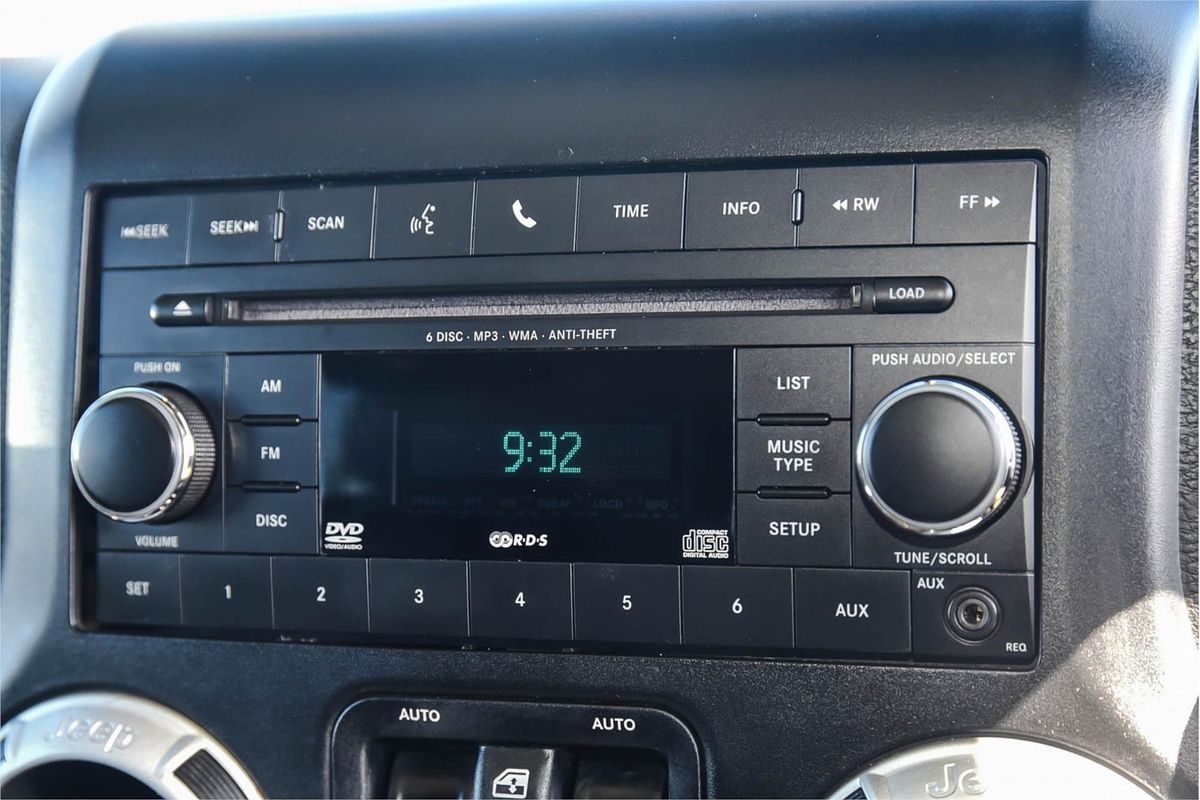 SEEK
SEEK
SCAN
TIME
INFO
RW
FF
LOAD
6 DISC · MP3 · WMA · ANTI-THEFT
PUSH ON
VOLUME
AM
FM
DISC
9:32
DVD
VIDEO/AUDIO
R·D·S
COMPACT
disc
DIGITAL AUDIO
LIST
MUSIC
TYPE
SETUP
PUSH AUDIO/SELECT
TUNE/SCROLL
SET
1
2
3
4
5
6
AUX
AUX
REQ
AUTO
AUTO
Jeep
Je